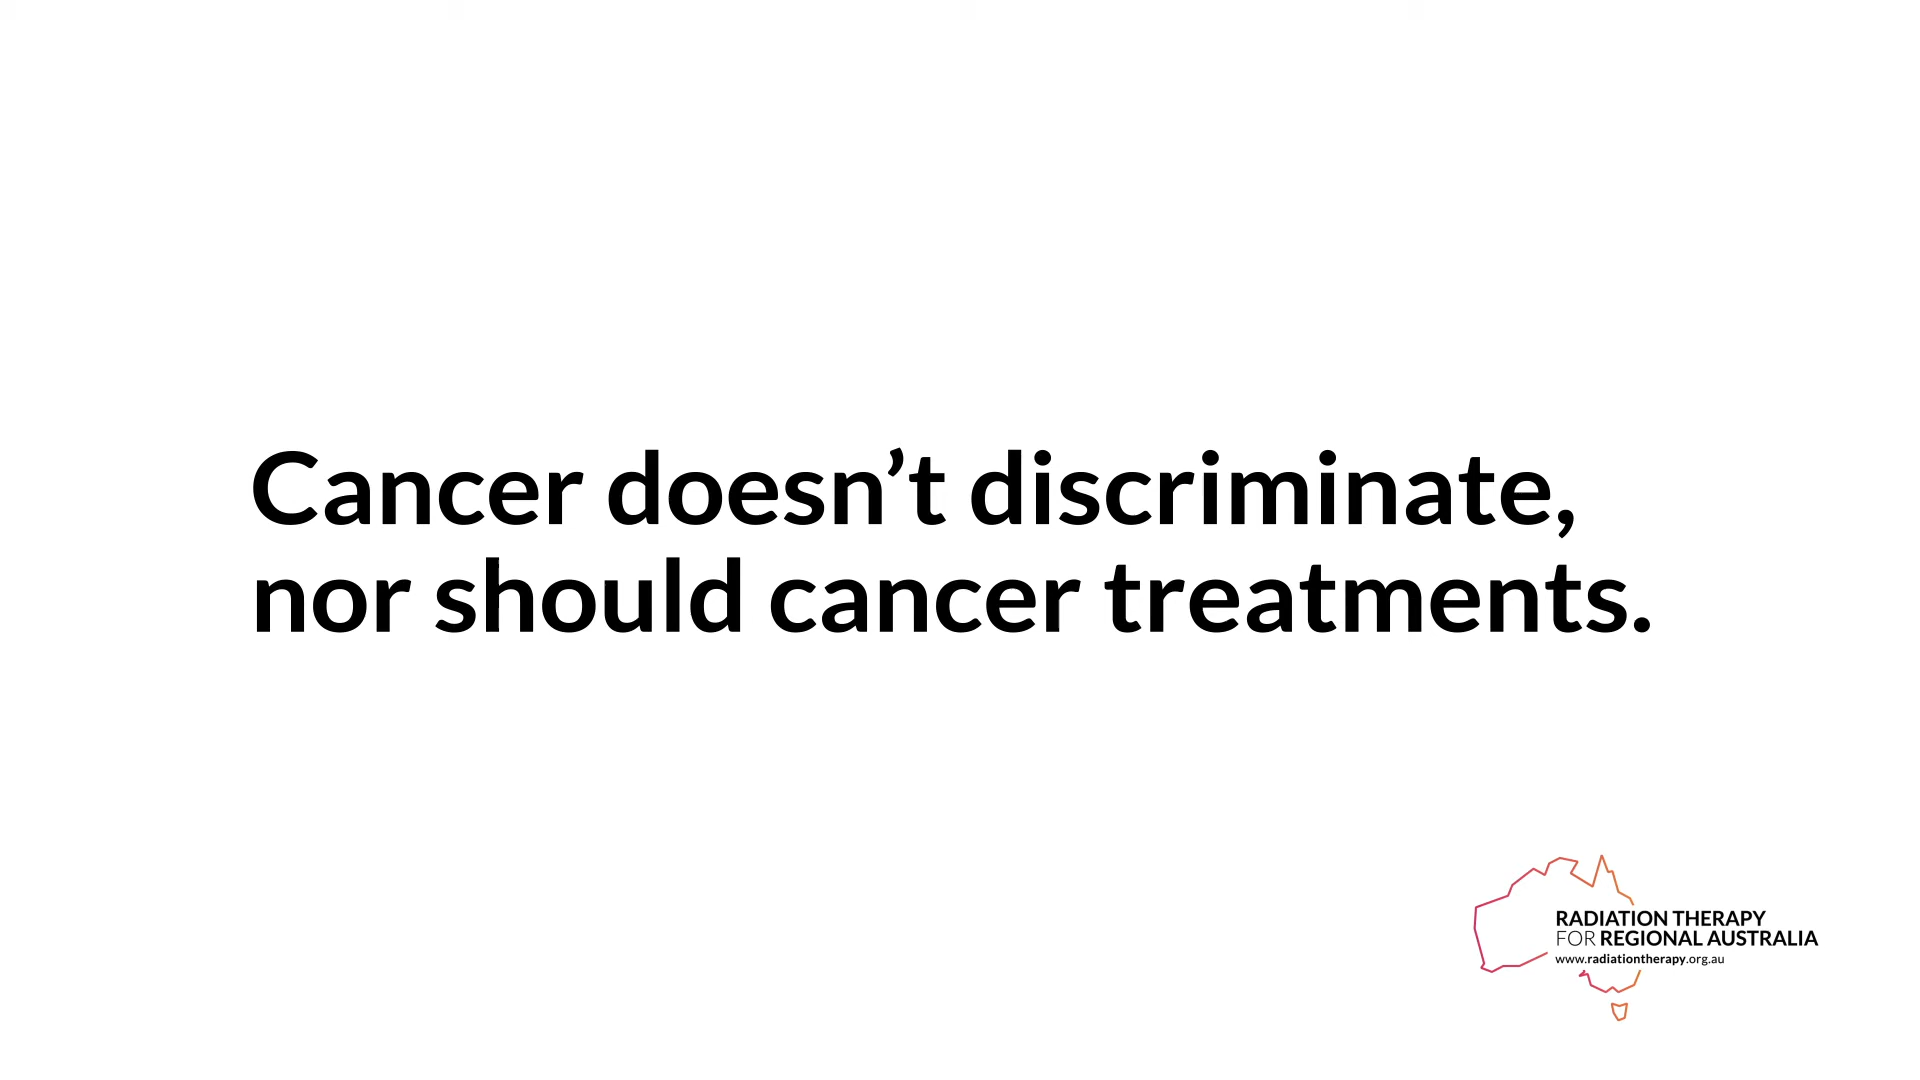 Cancer doesn’t discriminate,
nor should cancer treatments.
RADIATION THERAPY
FOR REGIONAL AUSTRALIA
www.radiationtherapy.org.au